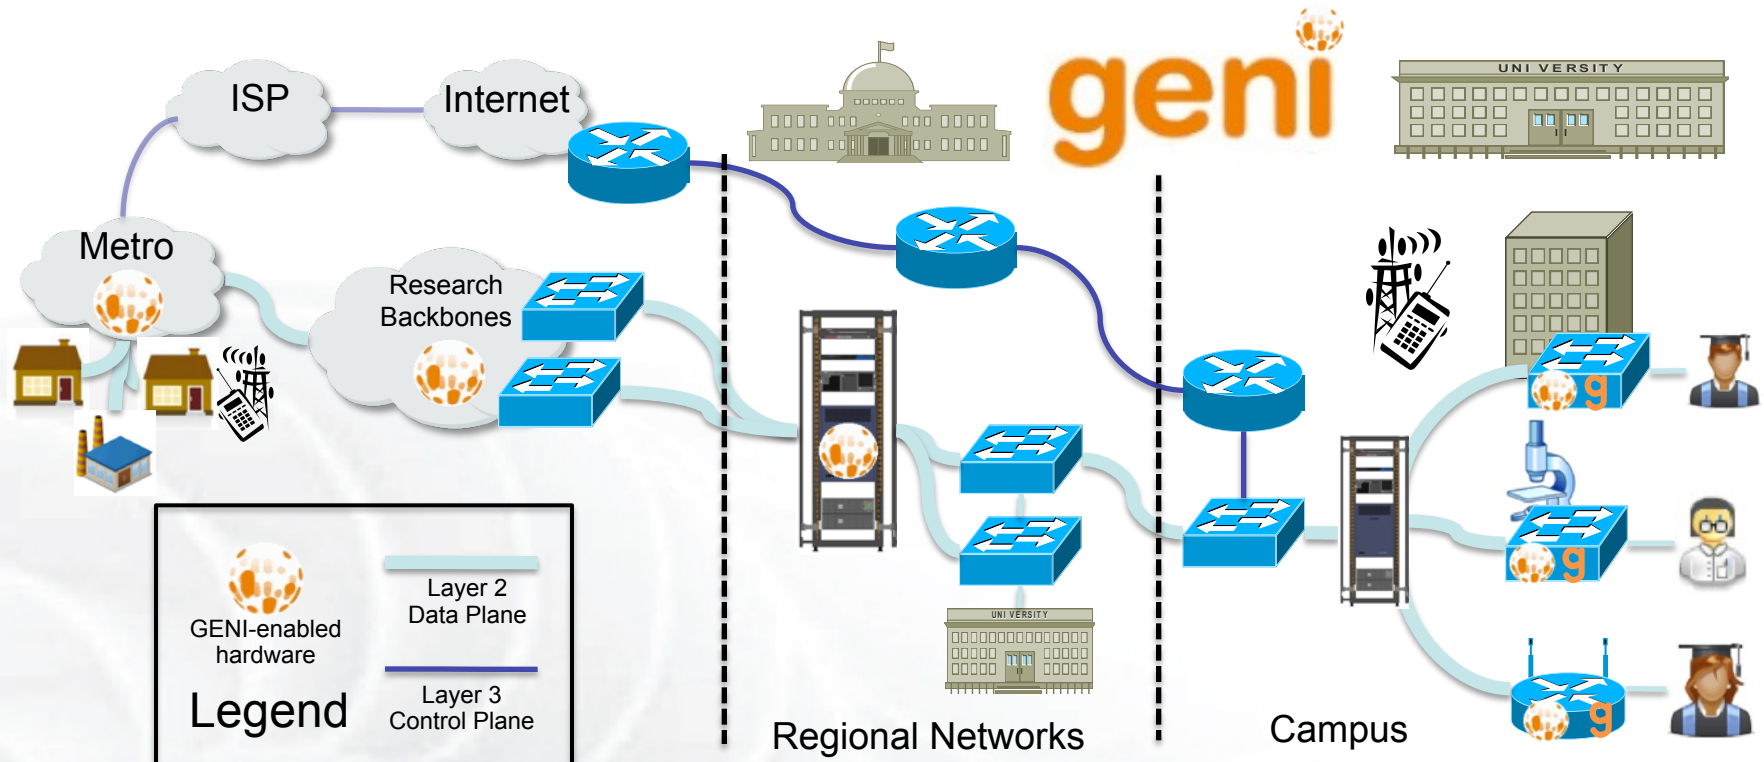 geni
UNI VERSITY
ISP
Internet
Metro
Research
Backbones
g
g
g
UNI VERSITY
GENI-enabled
hardware
Legend
Layer 2
Data Plane
Layer 3
Control Plane
Regional Networks
Campus